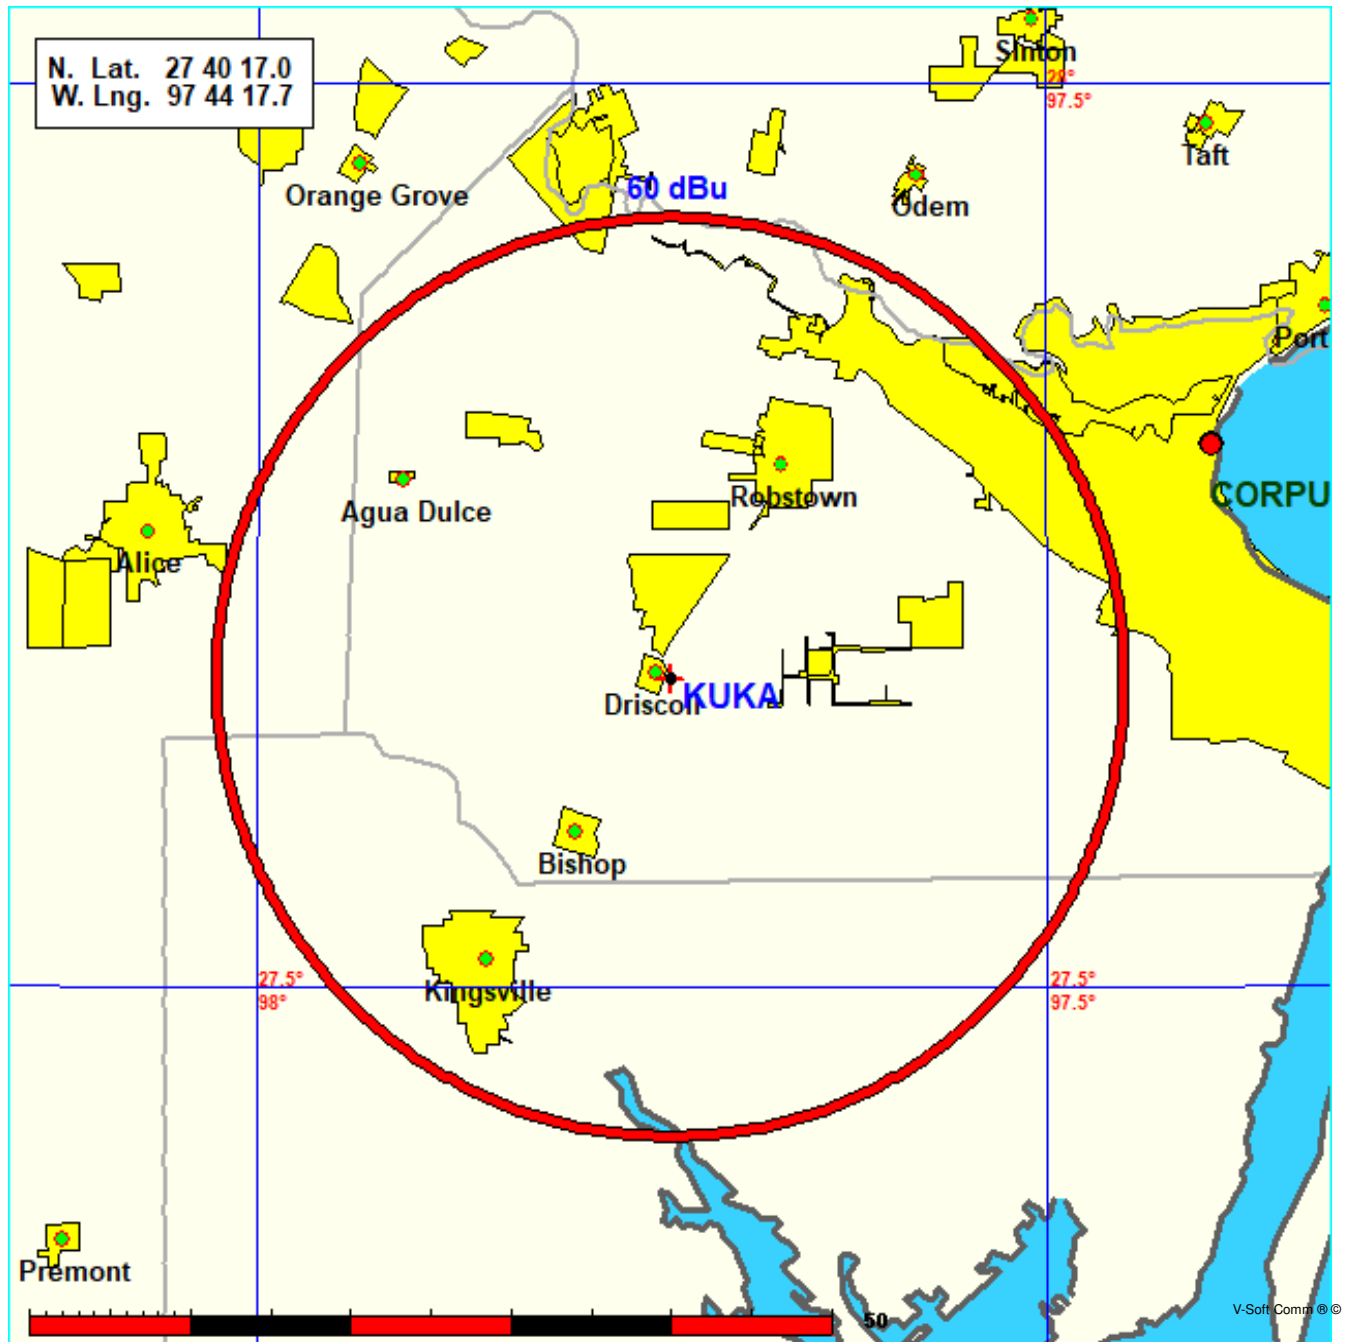 N. Lat. 27 40 17.0
W. Lng. 97 44 17.7
Sinton
28°
97.5°
Taft
Orange Grove
60 dBu
Odem
Port
CORPU
Robstown
Agua Dulce
Alice
Driscoll
KUKA
Bishop
Kingsville
27.5°
98°
27.5°
97.5°
Premont
50
V-Soft Comm ® ©